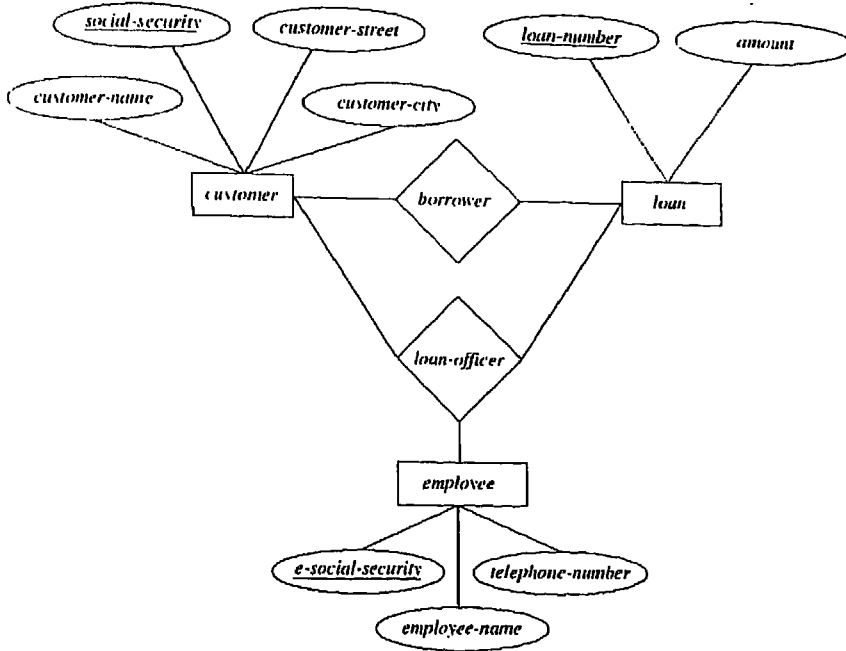 social-security
customer-street
loan-number
amount
customer-name
customer-city
customer
borrower
loan
loan-officer
employee
e-social-security
telephone-number
employee-name